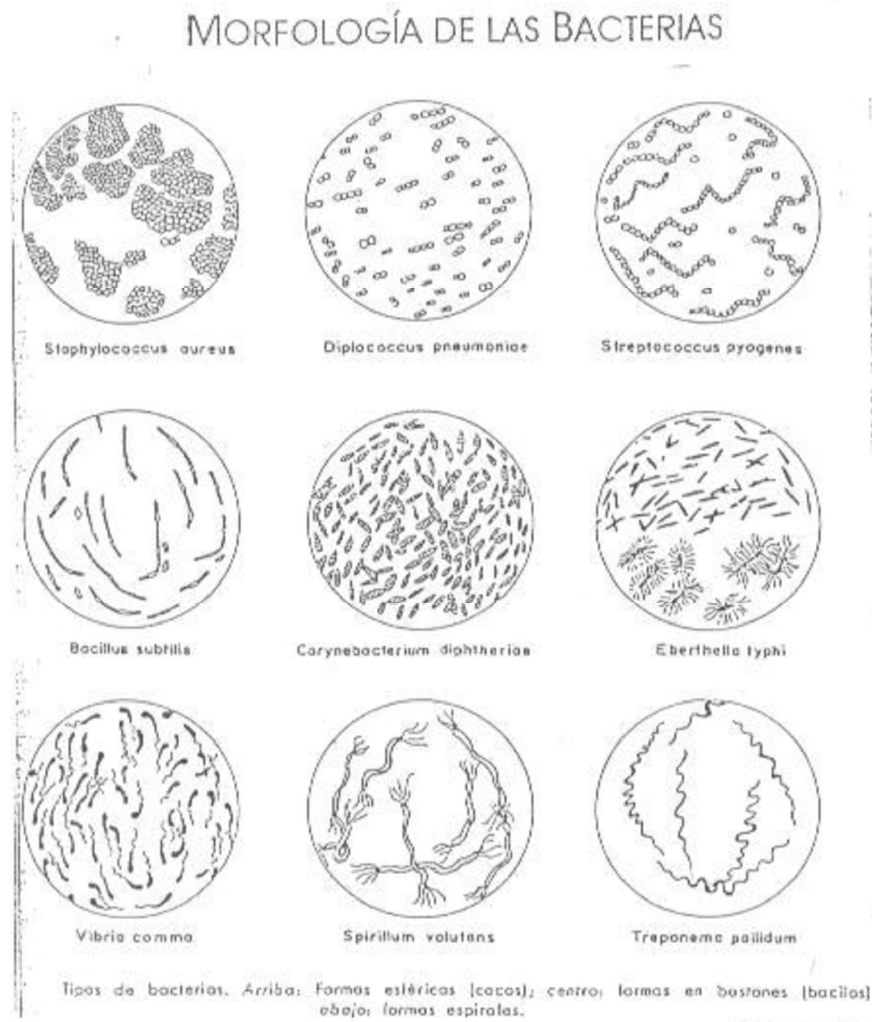 MORFOLOGÍA DE LAS BACTERIAS
Staphylococcus aureus
Diplococcus pneumoniae
Streptococcus pyogenes
Bacillus subtilis
Corynebacterium diphtheriae
Eberthella typhi
Vibrio comma
Spirillum volutans
Treponema pallidum
Tipos de bacterias. Arriba: Formas esféricas (cocos); centro: formas en bastones (bacilos)
abajo: formas espirales.